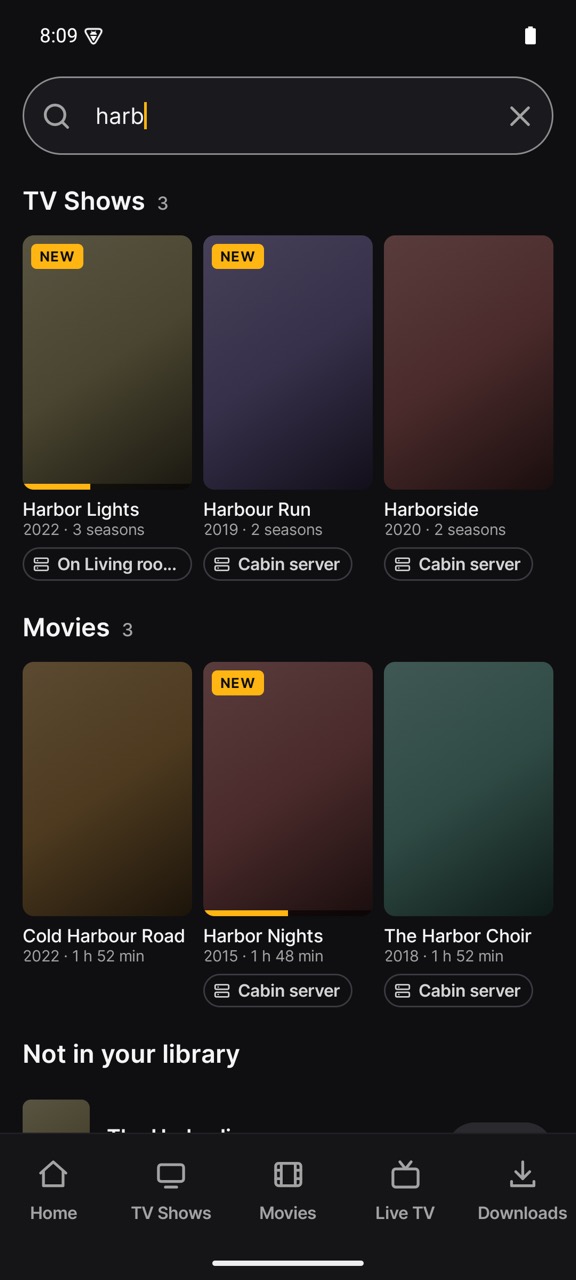 8:09
harb
TV Shows 3
NEW
NEW
Harbor Lights
2022 · 3 seasons
On Living roo...
Harbour Run
2019 · 2 seasons
Cabin server
Harborside
2020 · 2 seasons
Cabin server
Movies 3
NEW
Cold Harbour Road
2022 · 1 h 52 min
Harbor Nights
2015 · 1 h 48 min
Cabin server
The Harbor Choir
2018 · 1 h 52 min
Cabin server
Not in your library
Home
TV Shows
Movies
Live TV
Downloads